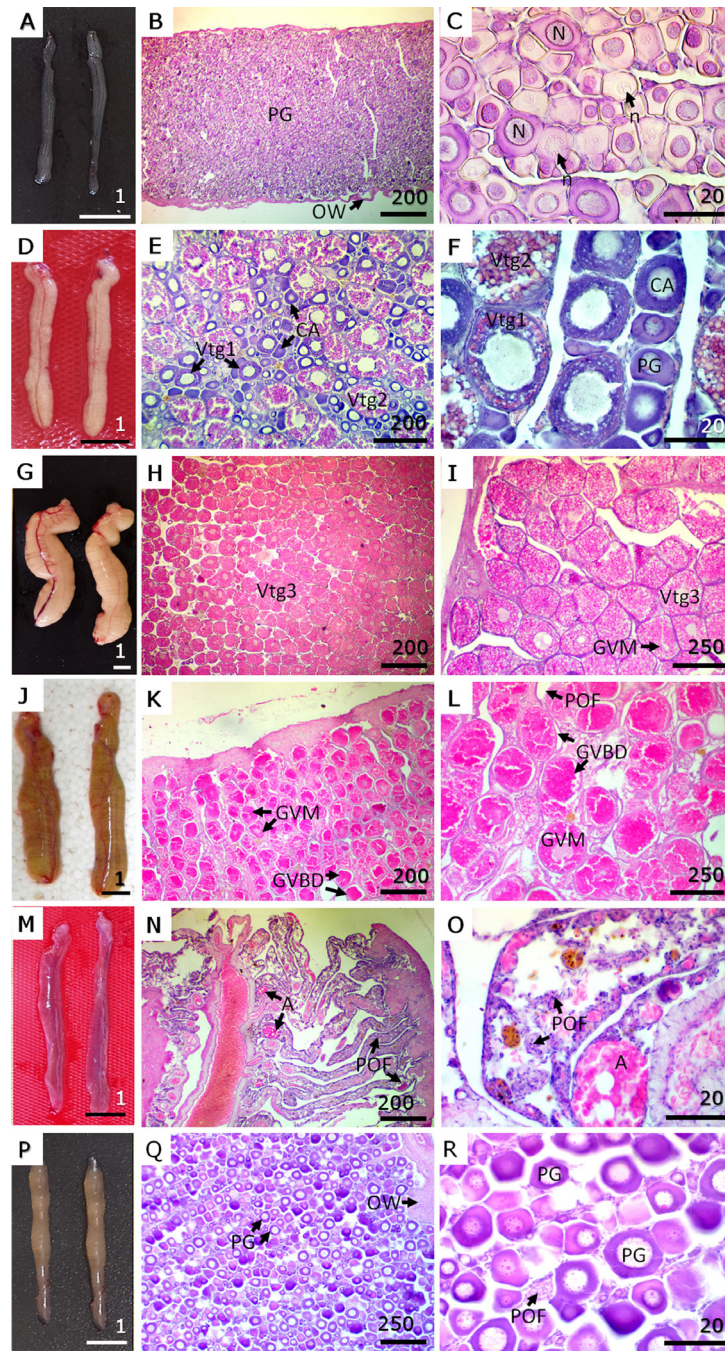 A
1
B
PG
OW
200
C
N
n
N
n
20
D
1
E
CA
Vtg1
Vtg2
200
F
Vtg2
CA
Vtg1
PG
20
G
1
H
Vtg3
200
I
Vtg3
GVM
250
J
1
K
GVM
GVBD
200
L
POF
GVBD
GVM
250
M
1
N
A
POF
200
O
POF
A
20
P
1
Q
OW
PG
250
R
PG
PG
POF
20